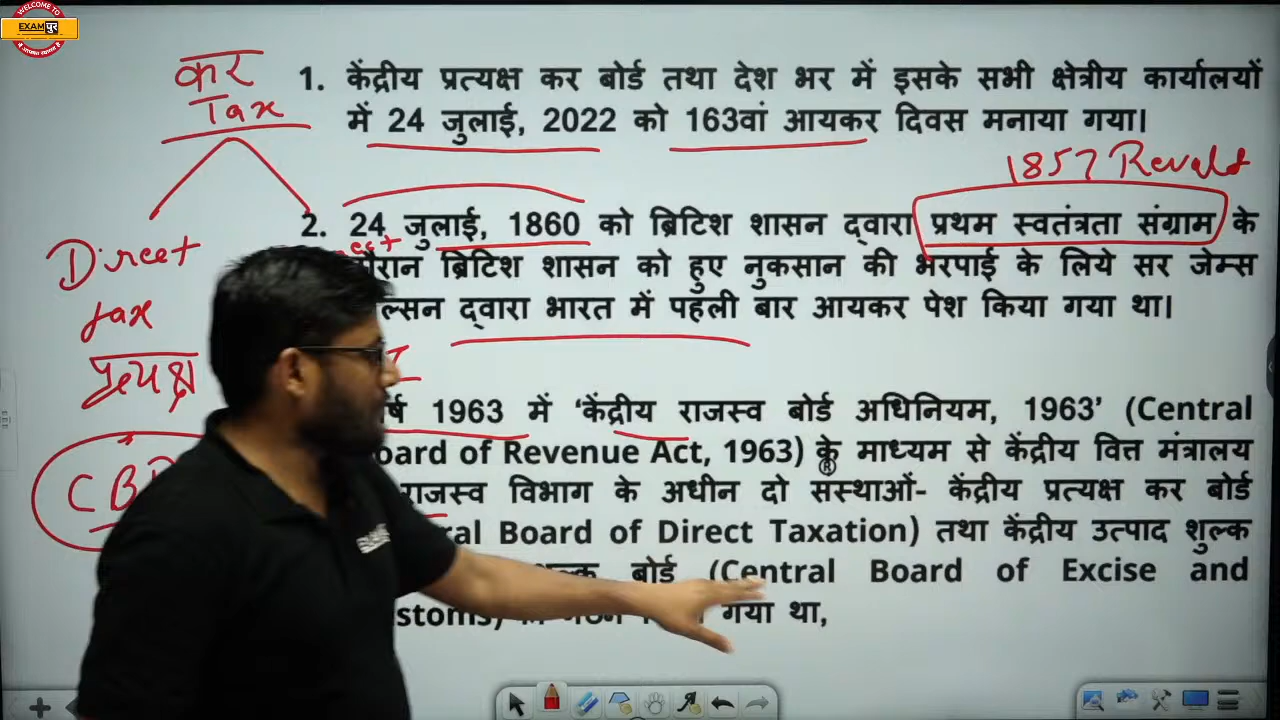 WELCOME TO
EXAMपुर
कर
Tax
1. केंद्रीय प्रत्यक्ष कर बोर्ड तथा देश भर में इसके सभी क्षेत्रीय कार्यालयों
में 24 जुलाई, 2022 को 163वां आयकर दिवस मनाया गया।
1857 Revolt
2. 24 जुलाई, 1860 को ब्रिटिश शासन द्वारा प्रथम स्वतंत्रता संग्राम के
ब्रिटिश शासन को हुए नुकसान की भरपाई के लिये सर जेम्स
द्वारा भारत में पहली बार आयकर पेश किया गया था।
Direct
tax
प्रत्यक्ष
1963 में ‘केंद्रीय राजस्व बोर्ड अधिनियम, 1963’ (Central
oard of Revenue Act, 1963) के माध्यम से केंद्रीय वित्त मंत्रालय
राजस्व विभाग के अधीन दो संस्थाओं- केंद्रीय प्रत्यक्ष कर बोर्ड
ral Board of Direct Taxation) तथा केंद्रीय उत्पाद शुल्क
बोर्ड (Central Board of Excise and
stoms) गया था,
CB